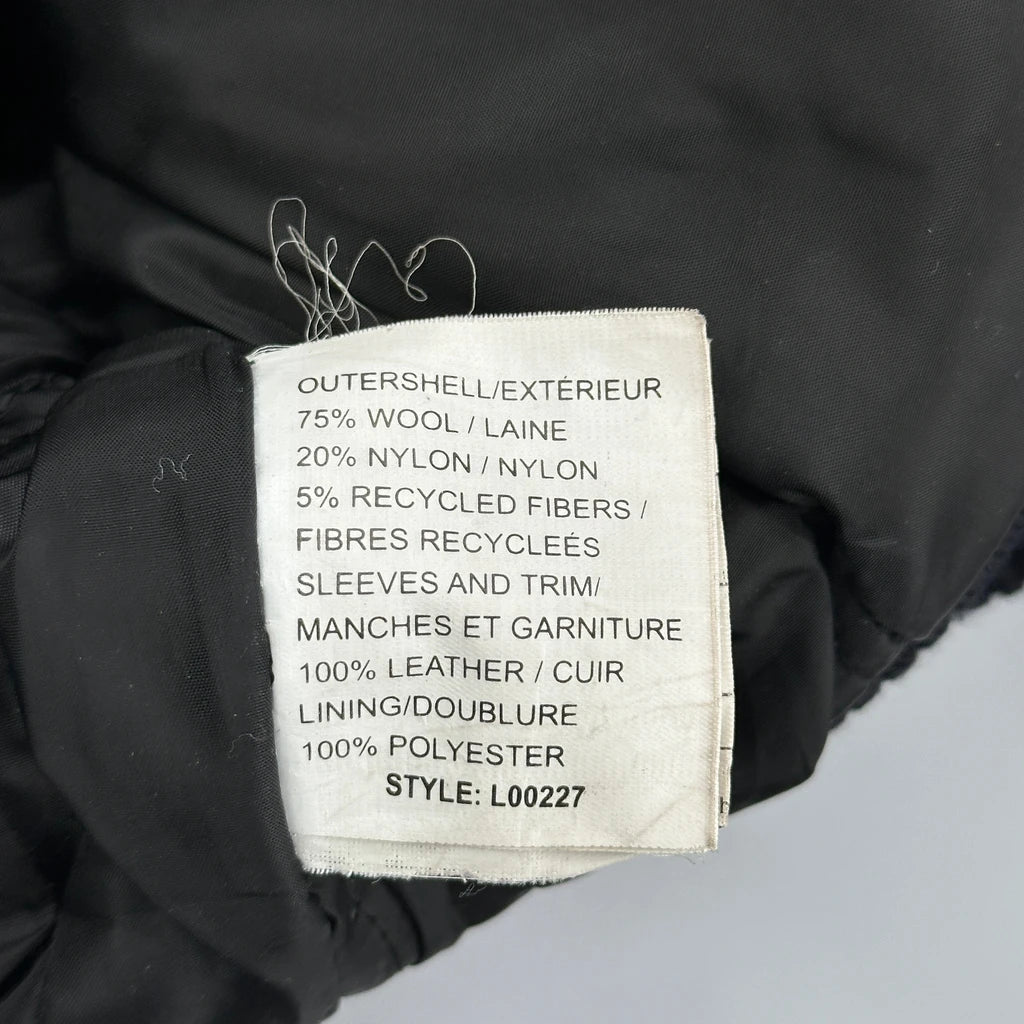 OUTERSHELL/EXTÉRIEUR
75% WOOL / LAINE
20% NYLON / NYLON
5% RECYCLED FIBERS /
FIBRES RECYCLEÉS
SLEEVES AND TRIM/
MANCHES ET GARNITURE
100% LEATHER / CUIR
LINING/DOUBLURE
100% POLYESTER
STYLE: L00227